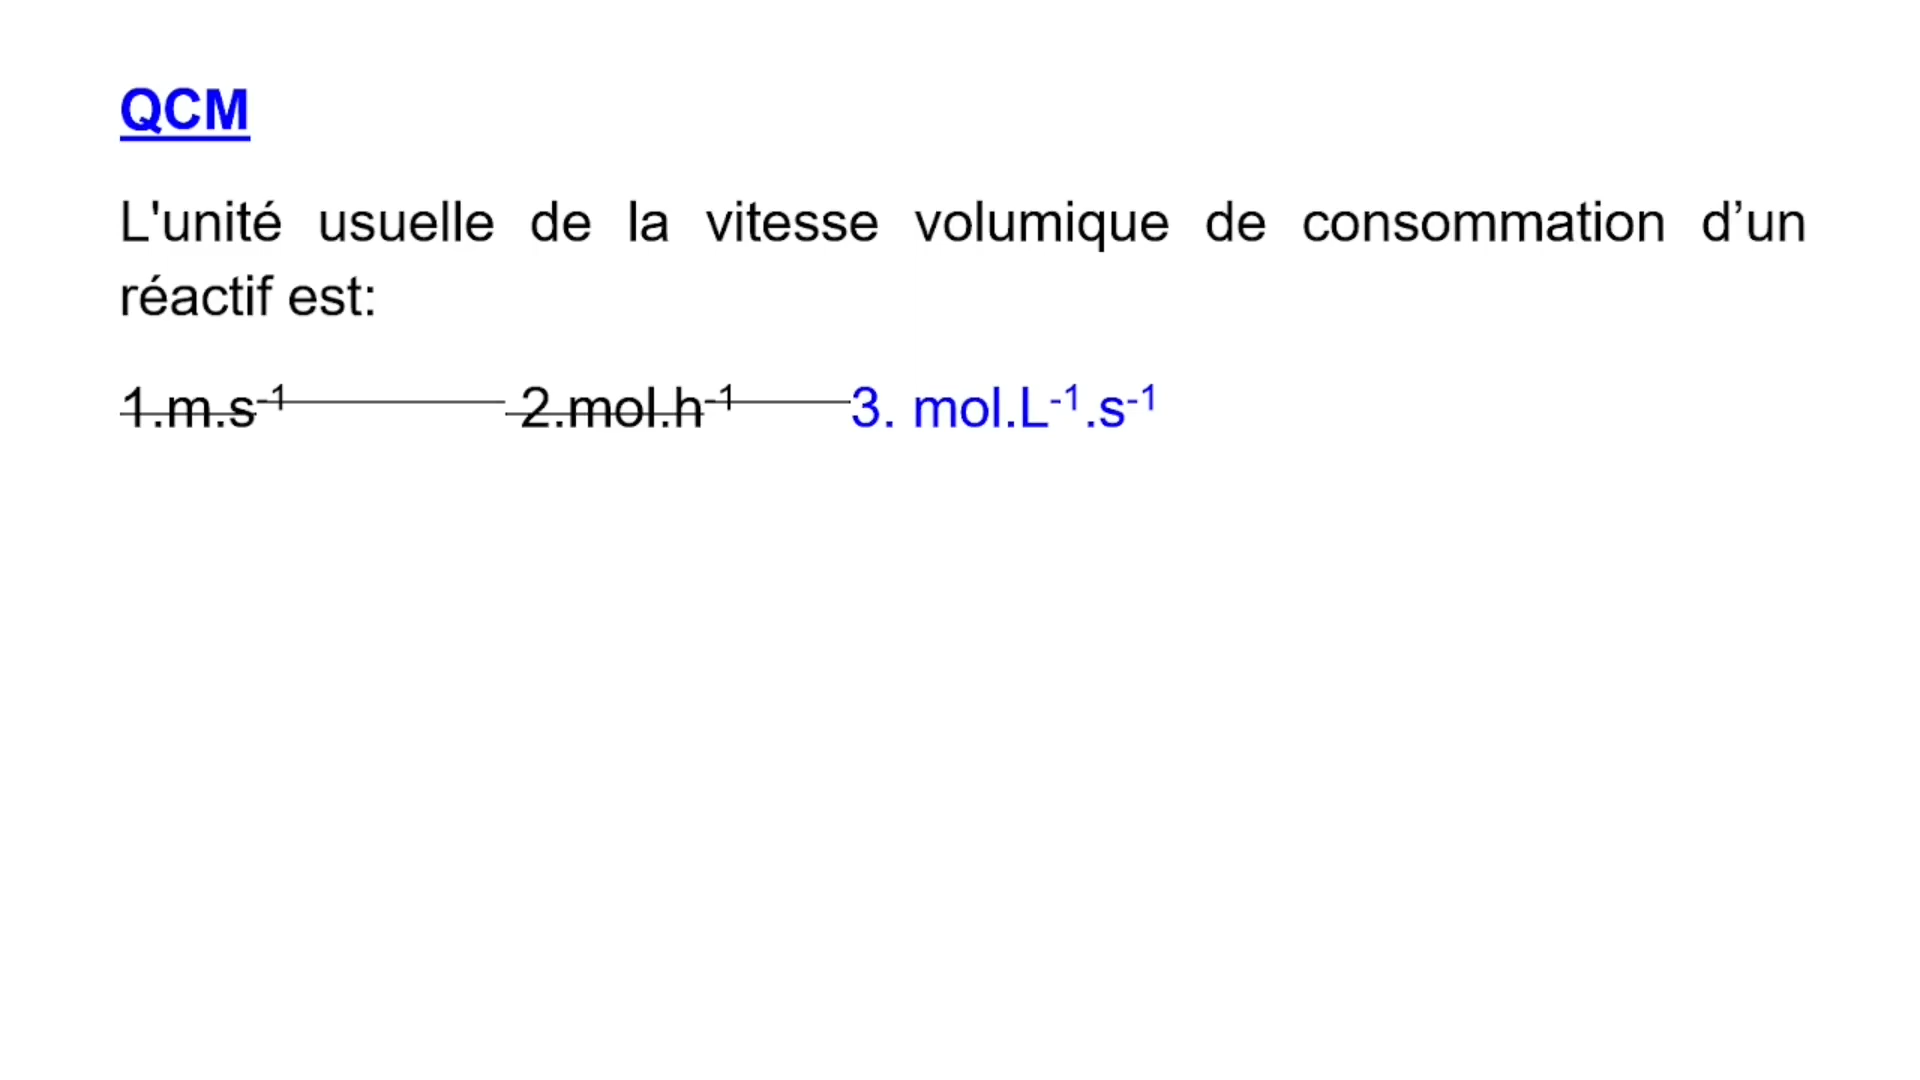 QCM
L'unité usuelle de la vitesse volumique de consommation d’un
réactif est:
1.m.s⁻¹ 2.mol.h⁻¹ 3. mol.L⁻¹.s⁻¹